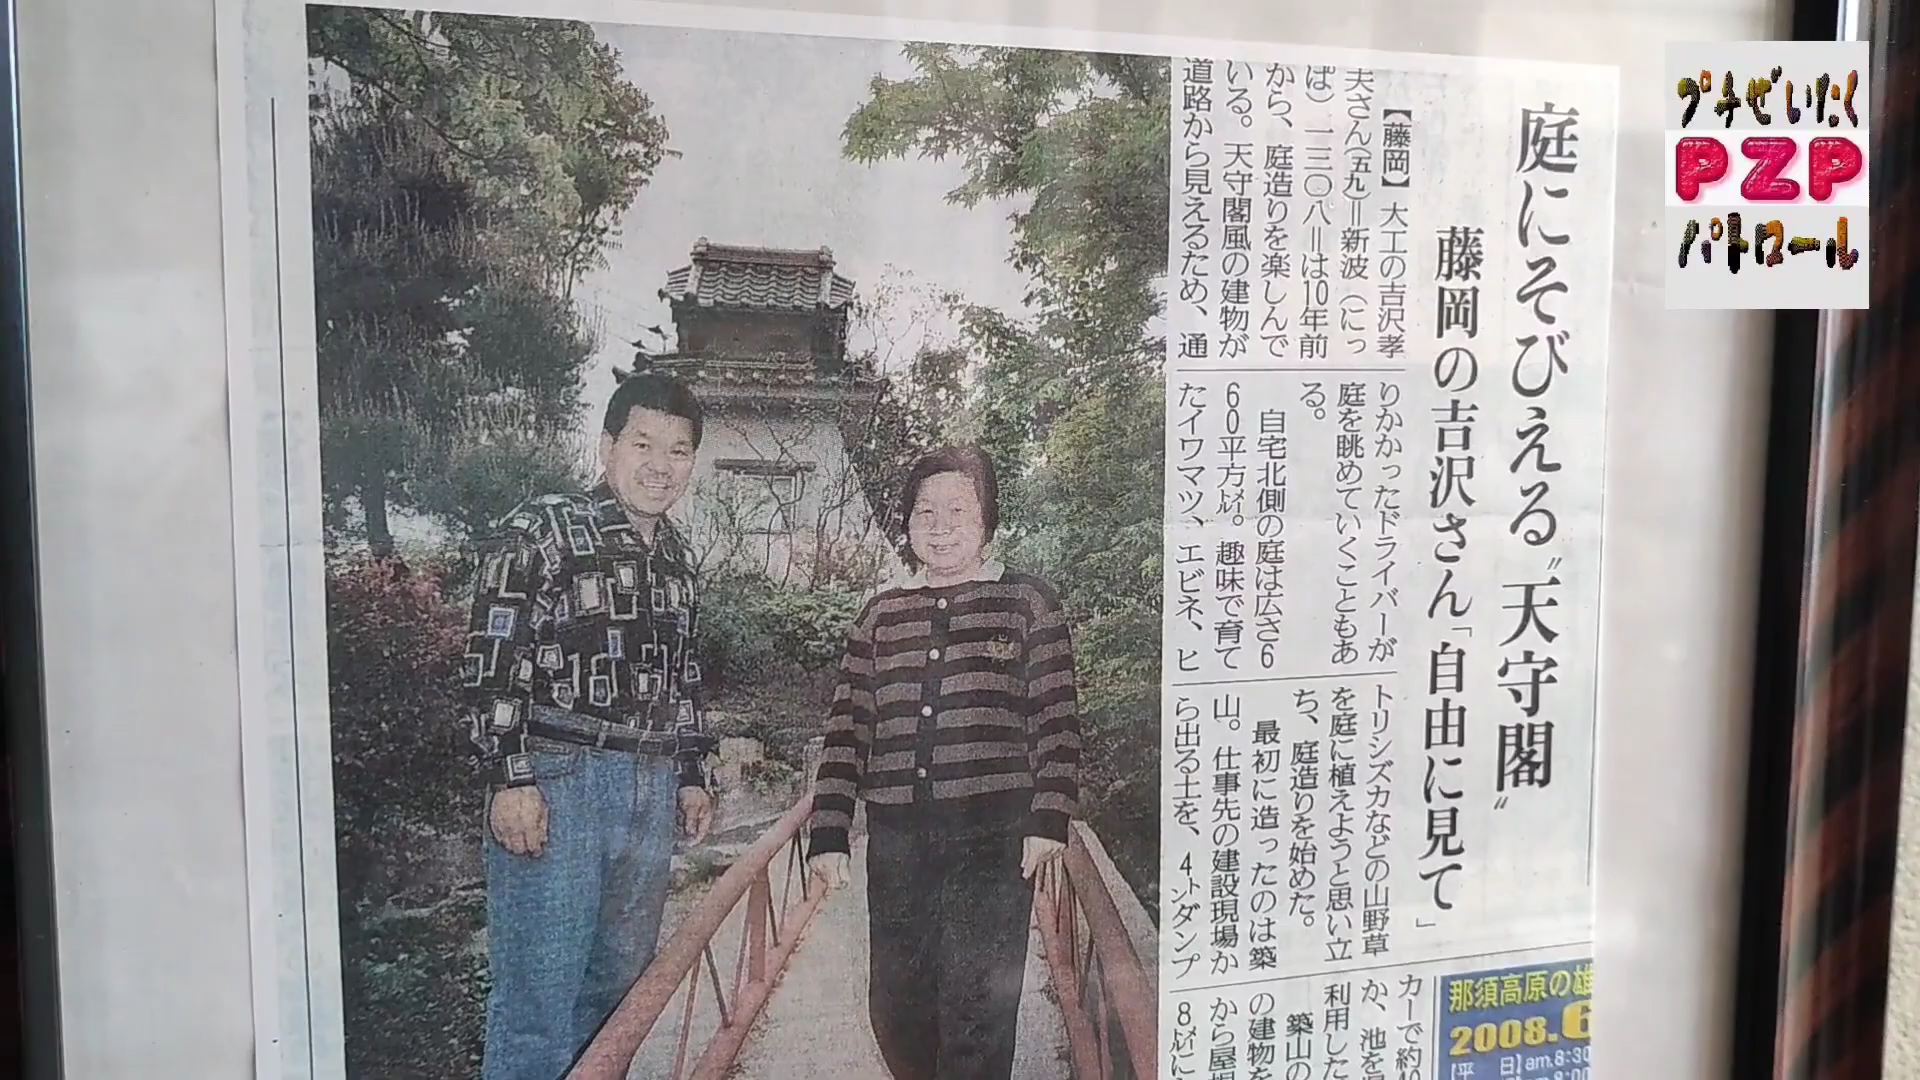 プチぜいたく
PZP
パトロール
庭にそびえる〝天守閣〟
藤岡の吉沢さん「自由に見て」
【藤岡】大工の吉沢孝
夫さん(五九)=新波(にっ
ぱ)一三〇八=は10年前
から、庭造りを楽しんで
いる。天守閣風の建物が
道路から見えるため、通
りかかったドライバーが
庭を眺めていくこともあ
る。
自宅北側の庭は広さ6
60平方㍍。趣味で育て
たイワマツ、エビネ、ヒ
トリシズカなどの山野草
を庭に植えようと思い立
ち、庭造りを始めた。
最初に造ったのは築
山。仕事先の建設現場か
ら出る土を、4㌧ダンプ
カーで約40
か、池を
利用した
築山の
の建物を
から屋根
8㍍に
那須高原の雄
2008.6
【平 日】am.8:30